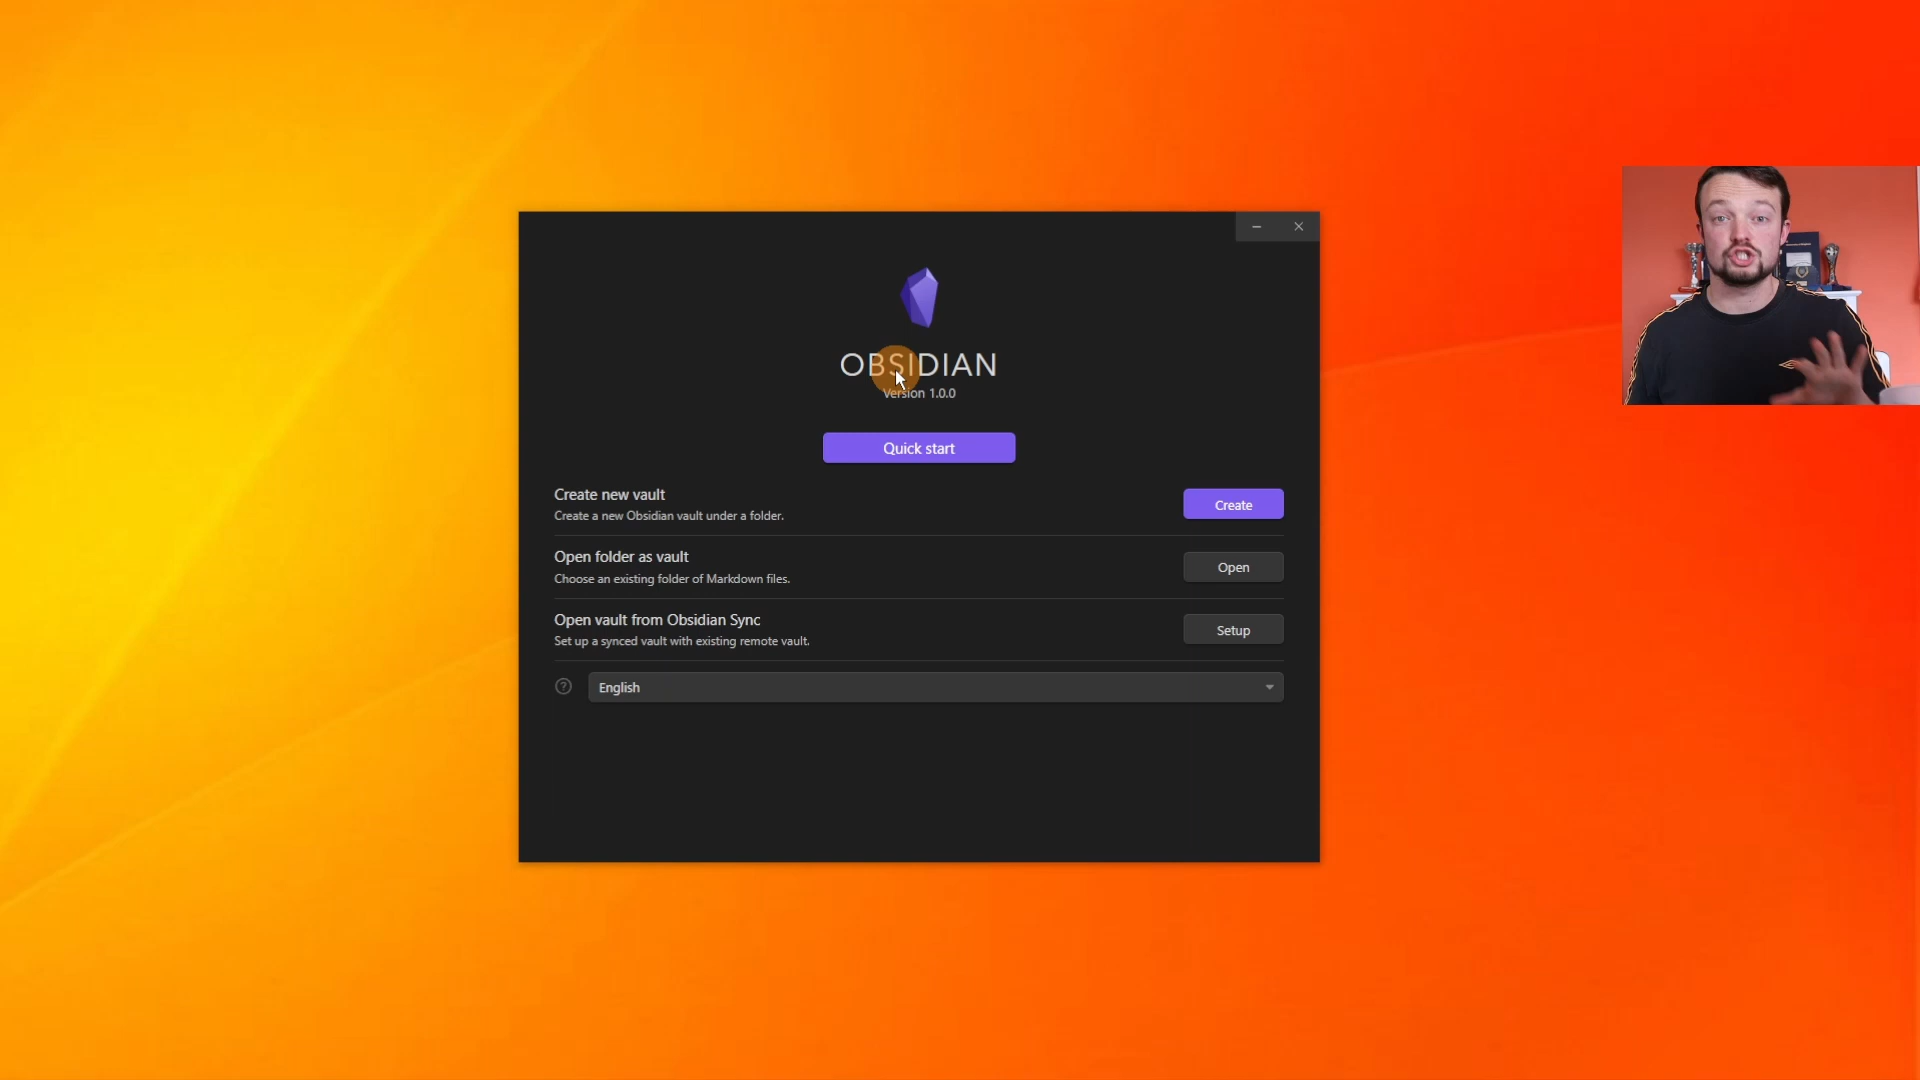 OBSIDIAN
Version 1.0.0
Quick start
Create new vault
Create a new Obsidian vault under a folder.
Create
Open folder as vault
Choose an existing folder of Markdown files.
Open
Open vault from Obsidian Sync
Set up a synced vault with existing remote vault.
Setup
English